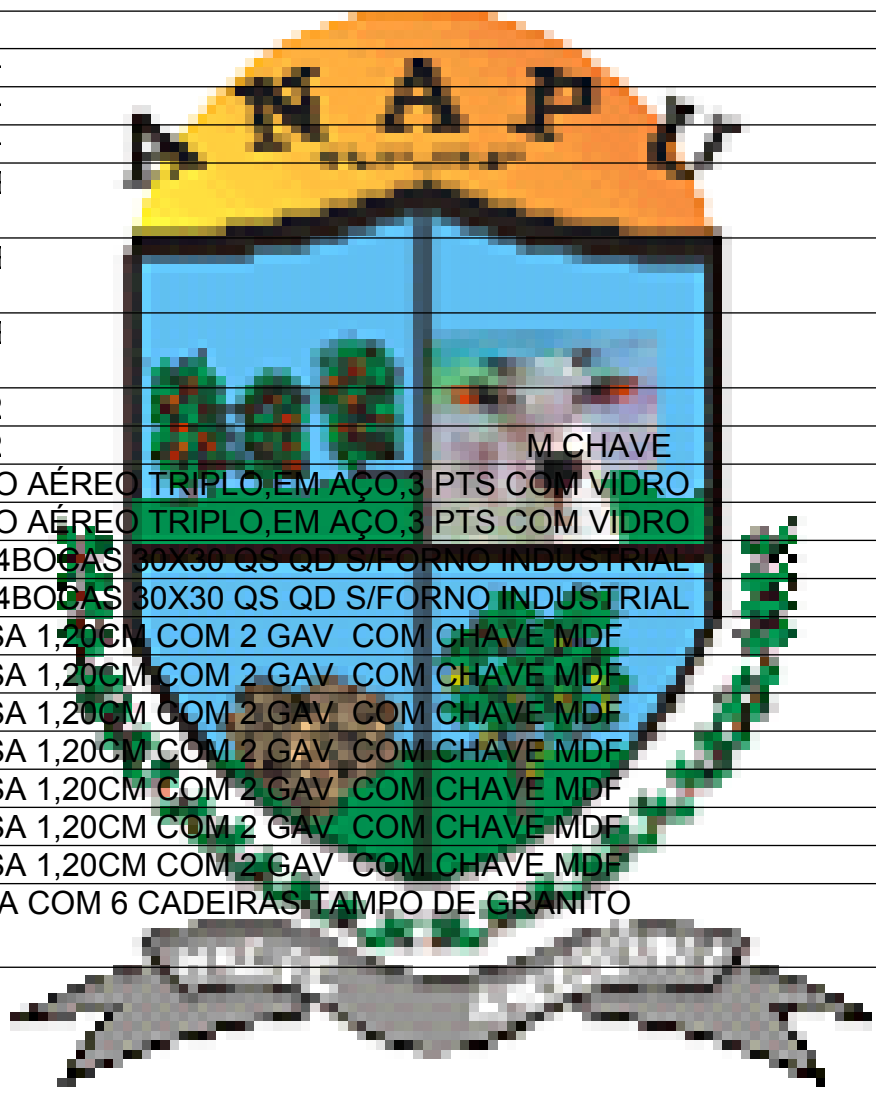 ANAPU
M CHAVE
O AÉREO TRIPLO,EM AÇO,3 PTS COM VIDRO
O AÉREO TRIPLO,EM AÇO,3 PTS COM VIDRO
4BOCAS 30X30 QS QD S/FORNO INDUSTRIAL
4BOCAS 30X30 QS QD S/FORNO INDUSTRIAL
SA 1,20CM COM 2 GAV  COM CHAVE MDF
SA 1,20CM COM 2 GAV  COM CHAVE MDF
SA 1,20CM COM 2 GAV  COM CHAVE MDF
SA 1,20CM COM 2 GAV  COM CHAVE MDF
SA 1,20CM COM 2 GAV  COM CHAVE MDF
SA 1,20CM COM 2 GAV  COM CHAVE MDF
SA 1,20CM COM 2 GAV  COM CHAVE MDF
A COM 6 CADEIRAS TAMPO DE GRANITO